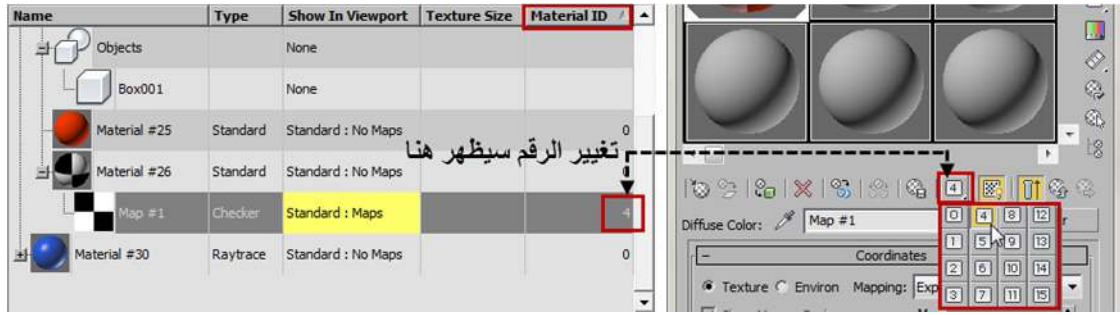 Name Type Show In Viewport Texture Size Material ID
Objects None
Box001 None
Material #25 Standard Standard : No Maps 0
تغيير الرقم سيظهر هنا
Material #26 Standard Standard : No Maps
Map #1 Checker Standard : Maps 4
Material #30 Raytrace Standard : No Maps 0
4
Diffuse Color: Map #1
0 4 8 12
1 5 9 13
2 6 10 14
3 7 11 15
Coordinates
Texture Environ Mapping: